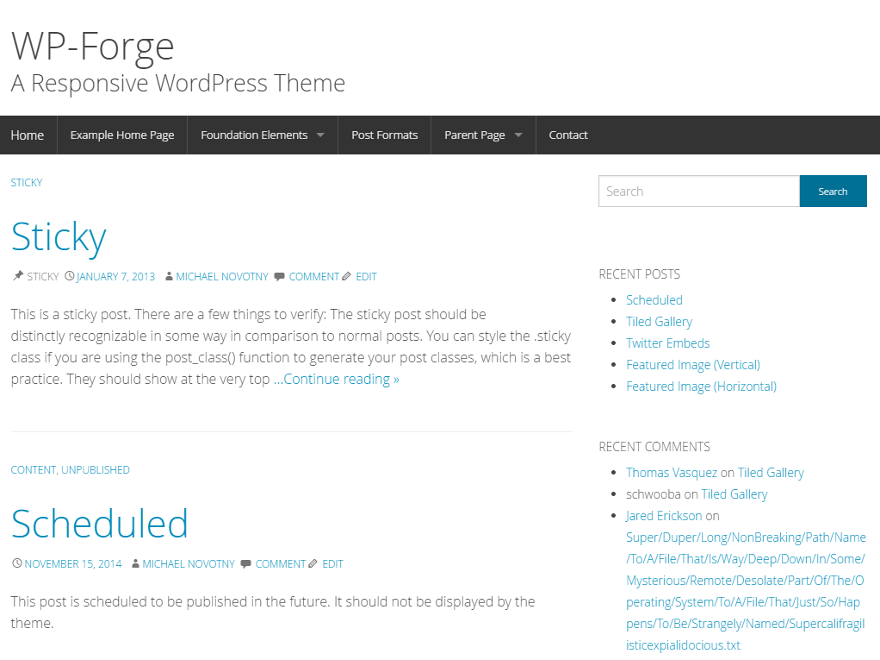 WP-Forge
A Responsive WordPress Theme
Home
Example Home Page
Foundation Elements
Post Formats
Parent Page
Contact
STICKY
Sticky
STICKY JANUARY 7, 2013 MICHAEL NOVOTNY COMMENT EDIT
This is a sticky post. There are a few things to verify: The sticky post should be
distinctly recognizable in some way in comparison to normal posts. You can style the .sticky
class if you are using the post_class() function to generate your post classes, which is a best
practice. They should show at the very top ...Continue reading »
CONTENT, UNPUBLISHED
Scheduled
NOVEMBER 15, 2014 MICHAEL NOVOTNY COMMENT EDIT
This post is scheduled to be published in the future. It should not be displayed by the
theme.
Search
Search
RECENT POSTS
Scheduled
Tiled Gallery
Twitter Embeds
Featured Image (Vertical)
Featured Image (Horizontal)
RECENT COMMENTS
Thomas Vasquez on Tiled Gallery
schwooba on Tiled Gallery
Jared Erickson on
Super/Duper/Long/NonBreaking/Path/Name
/To/A/File/That/Is/Way/Deep/Down/In/Some/
Mysterious/Remote/Desolate/Part/Of/The/O
perating/System/To/A/File/That/Just/So/Hap
pens/To/Be/Strangely/Named/Supercalifragil
isticexpialidocious.txt